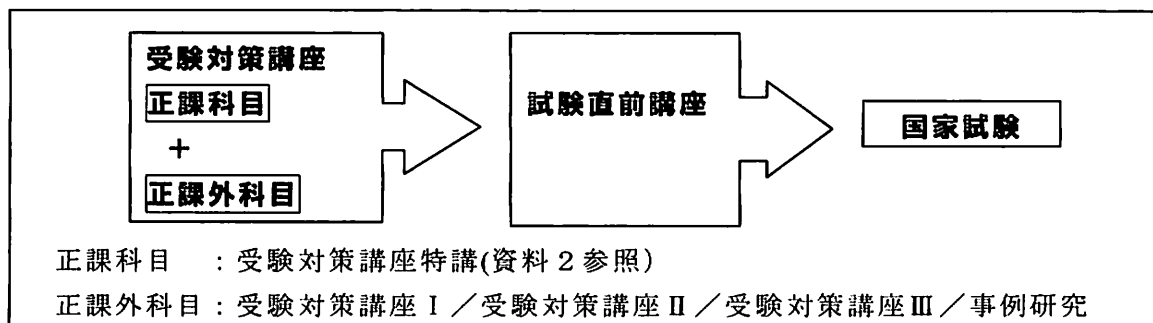 受験対策講座
正課科目
+
正課外科目
試験直前講座
国家試験
正課科目　：受験対策講座特講(資料２参照）
正課外科目：受験対策講座Ⅰ／受験対策講座Ⅱ／受験対策講座Ⅲ／事例研究